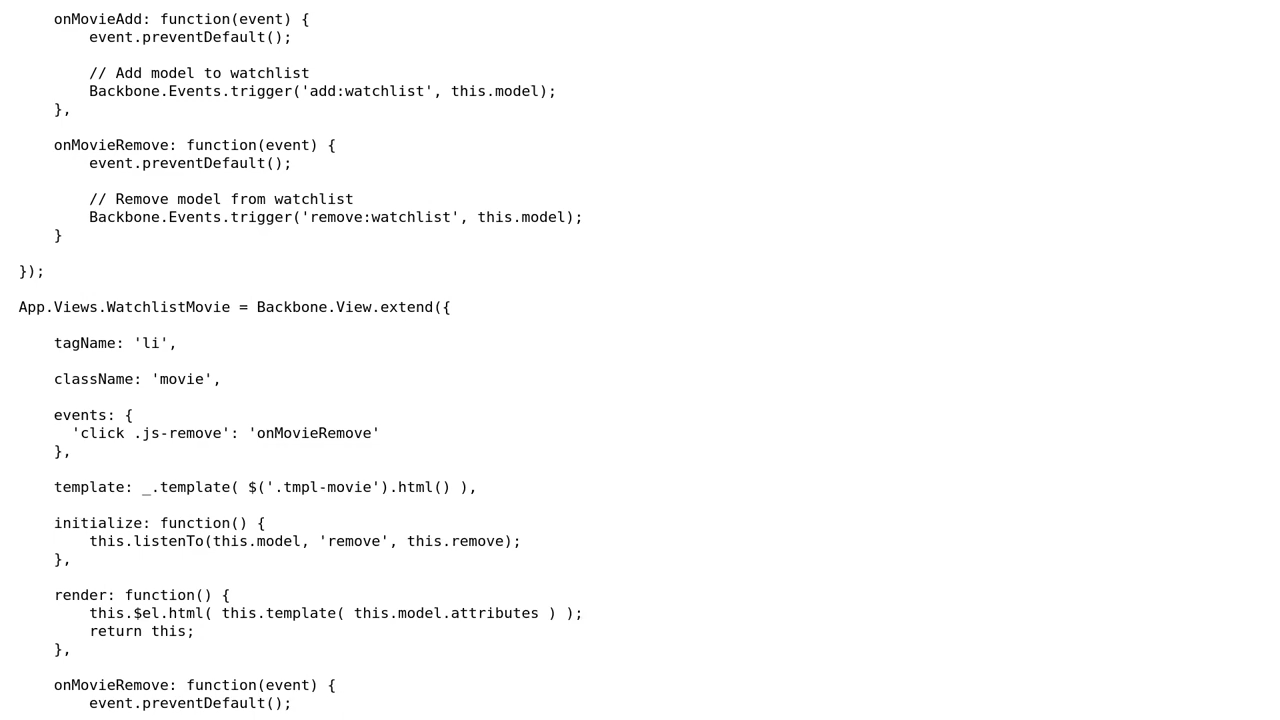 onMovieAdd: function(event) {
        event.preventDefault();

        // Add model to watchlist
        Backbone.Events.trigger('add:watchlist', this.model);
    },

    onMovieRemove: function(event) {
        event.preventDefault();

        // Remove model from watchlist
        Backbone.Events.trigger('remove:watchlist', this.model);
    }

});

App.Views.WatchlistMovie = Backbone.View.extend({

    tagName: 'li',

    className: 'movie',

    events: {
      'click .js-remove': 'onMovieRemove'
    },

    template: _.template( $('.tmpl-movie').html() ),

    initialize: function() {
        this.listenTo(this.model, 'remove', this.remove);
    },

    render: function() {
        this.$el.html( this.template( this.model.attributes ) );
        return this;
    },

    onMovieRemove: function(event) {
        event.preventDefault();